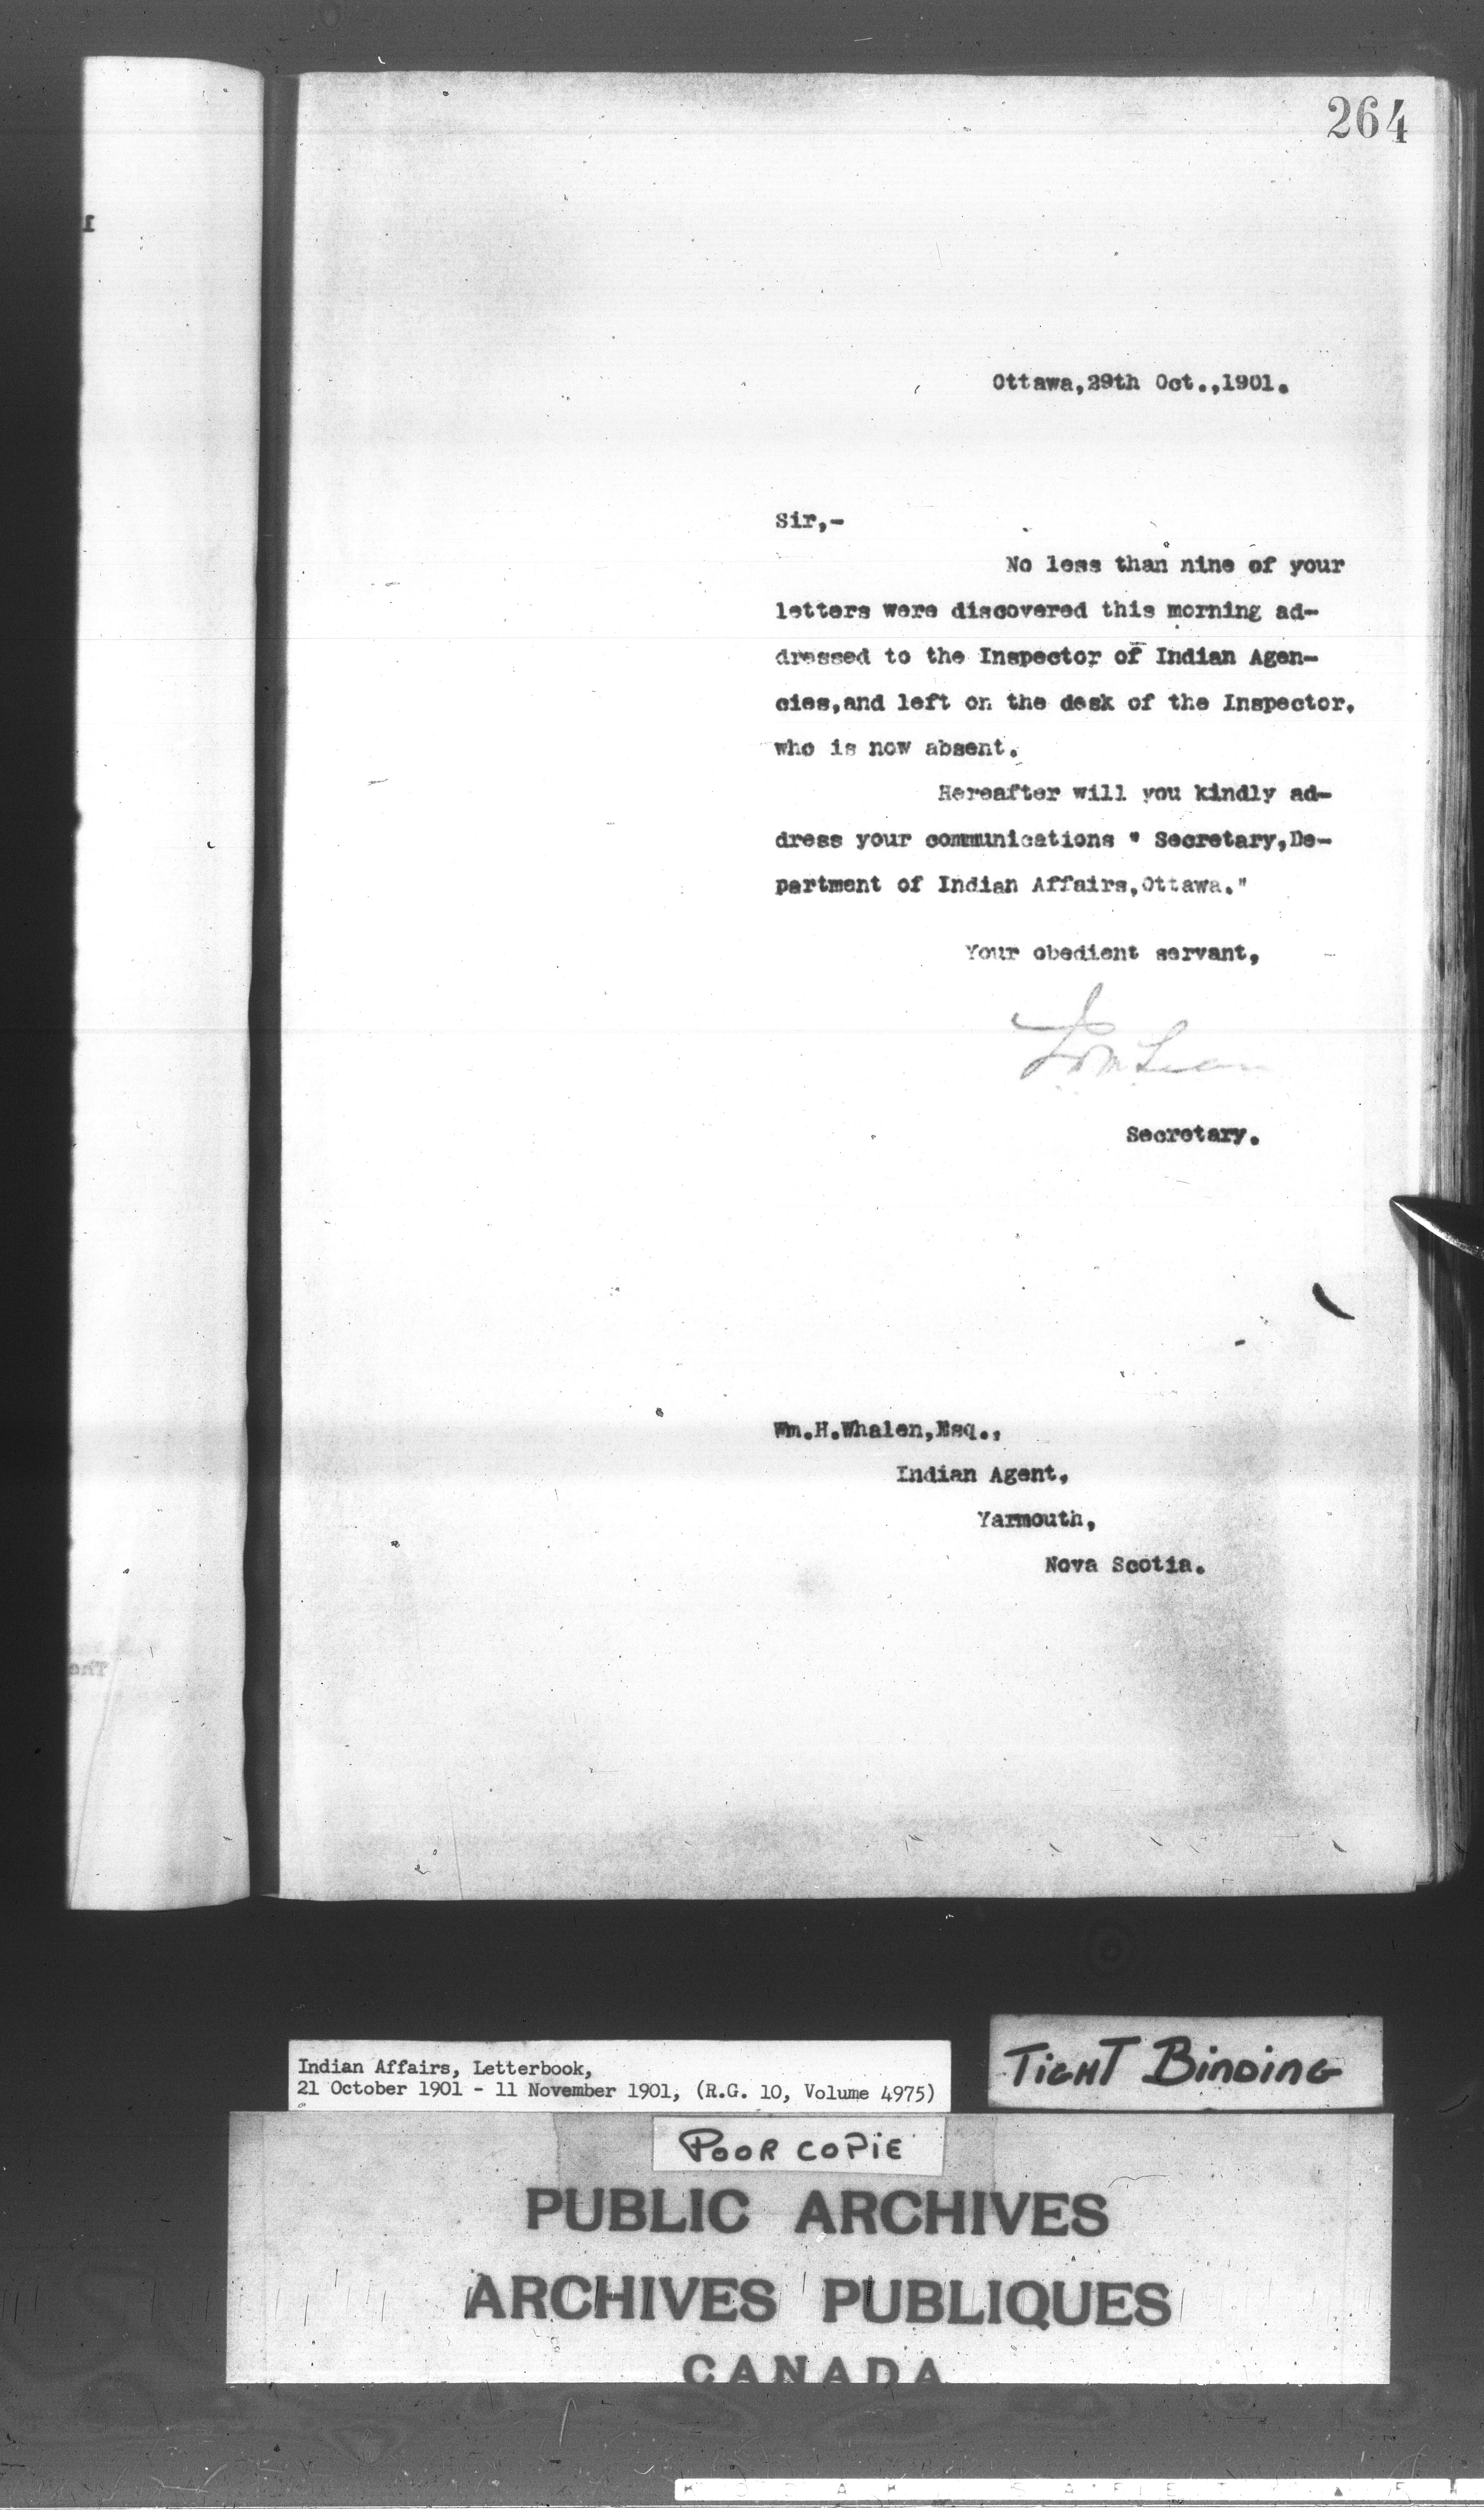 264
Ottawa,29th Oct.,1901.
Sir,-
No less than nine of your
letters were discovered this morning ad-
dressed to the Inspector of Indian Agen-
cies,and left on the desk of the Inspector,
who is now absent.
Hereafter will you kindly ad-
dress your communications " Secretary,De-
partment of Indian Affairs,Ottawa."
Your obedient servant,
Secretary.
Wm.H.Whalen,Esq.,
Indian Agent,
Yarmouth,
Nova Scotia.
Indian Affairs, Letterbook,
21 October 1901 - 11 November 1901, (R.G. 10, Volume 4975)
TIGHT BINDING
POOR COPIE
PUBLIC ARCHIVES
ARCHIVES PUBLIQUES
CANADA